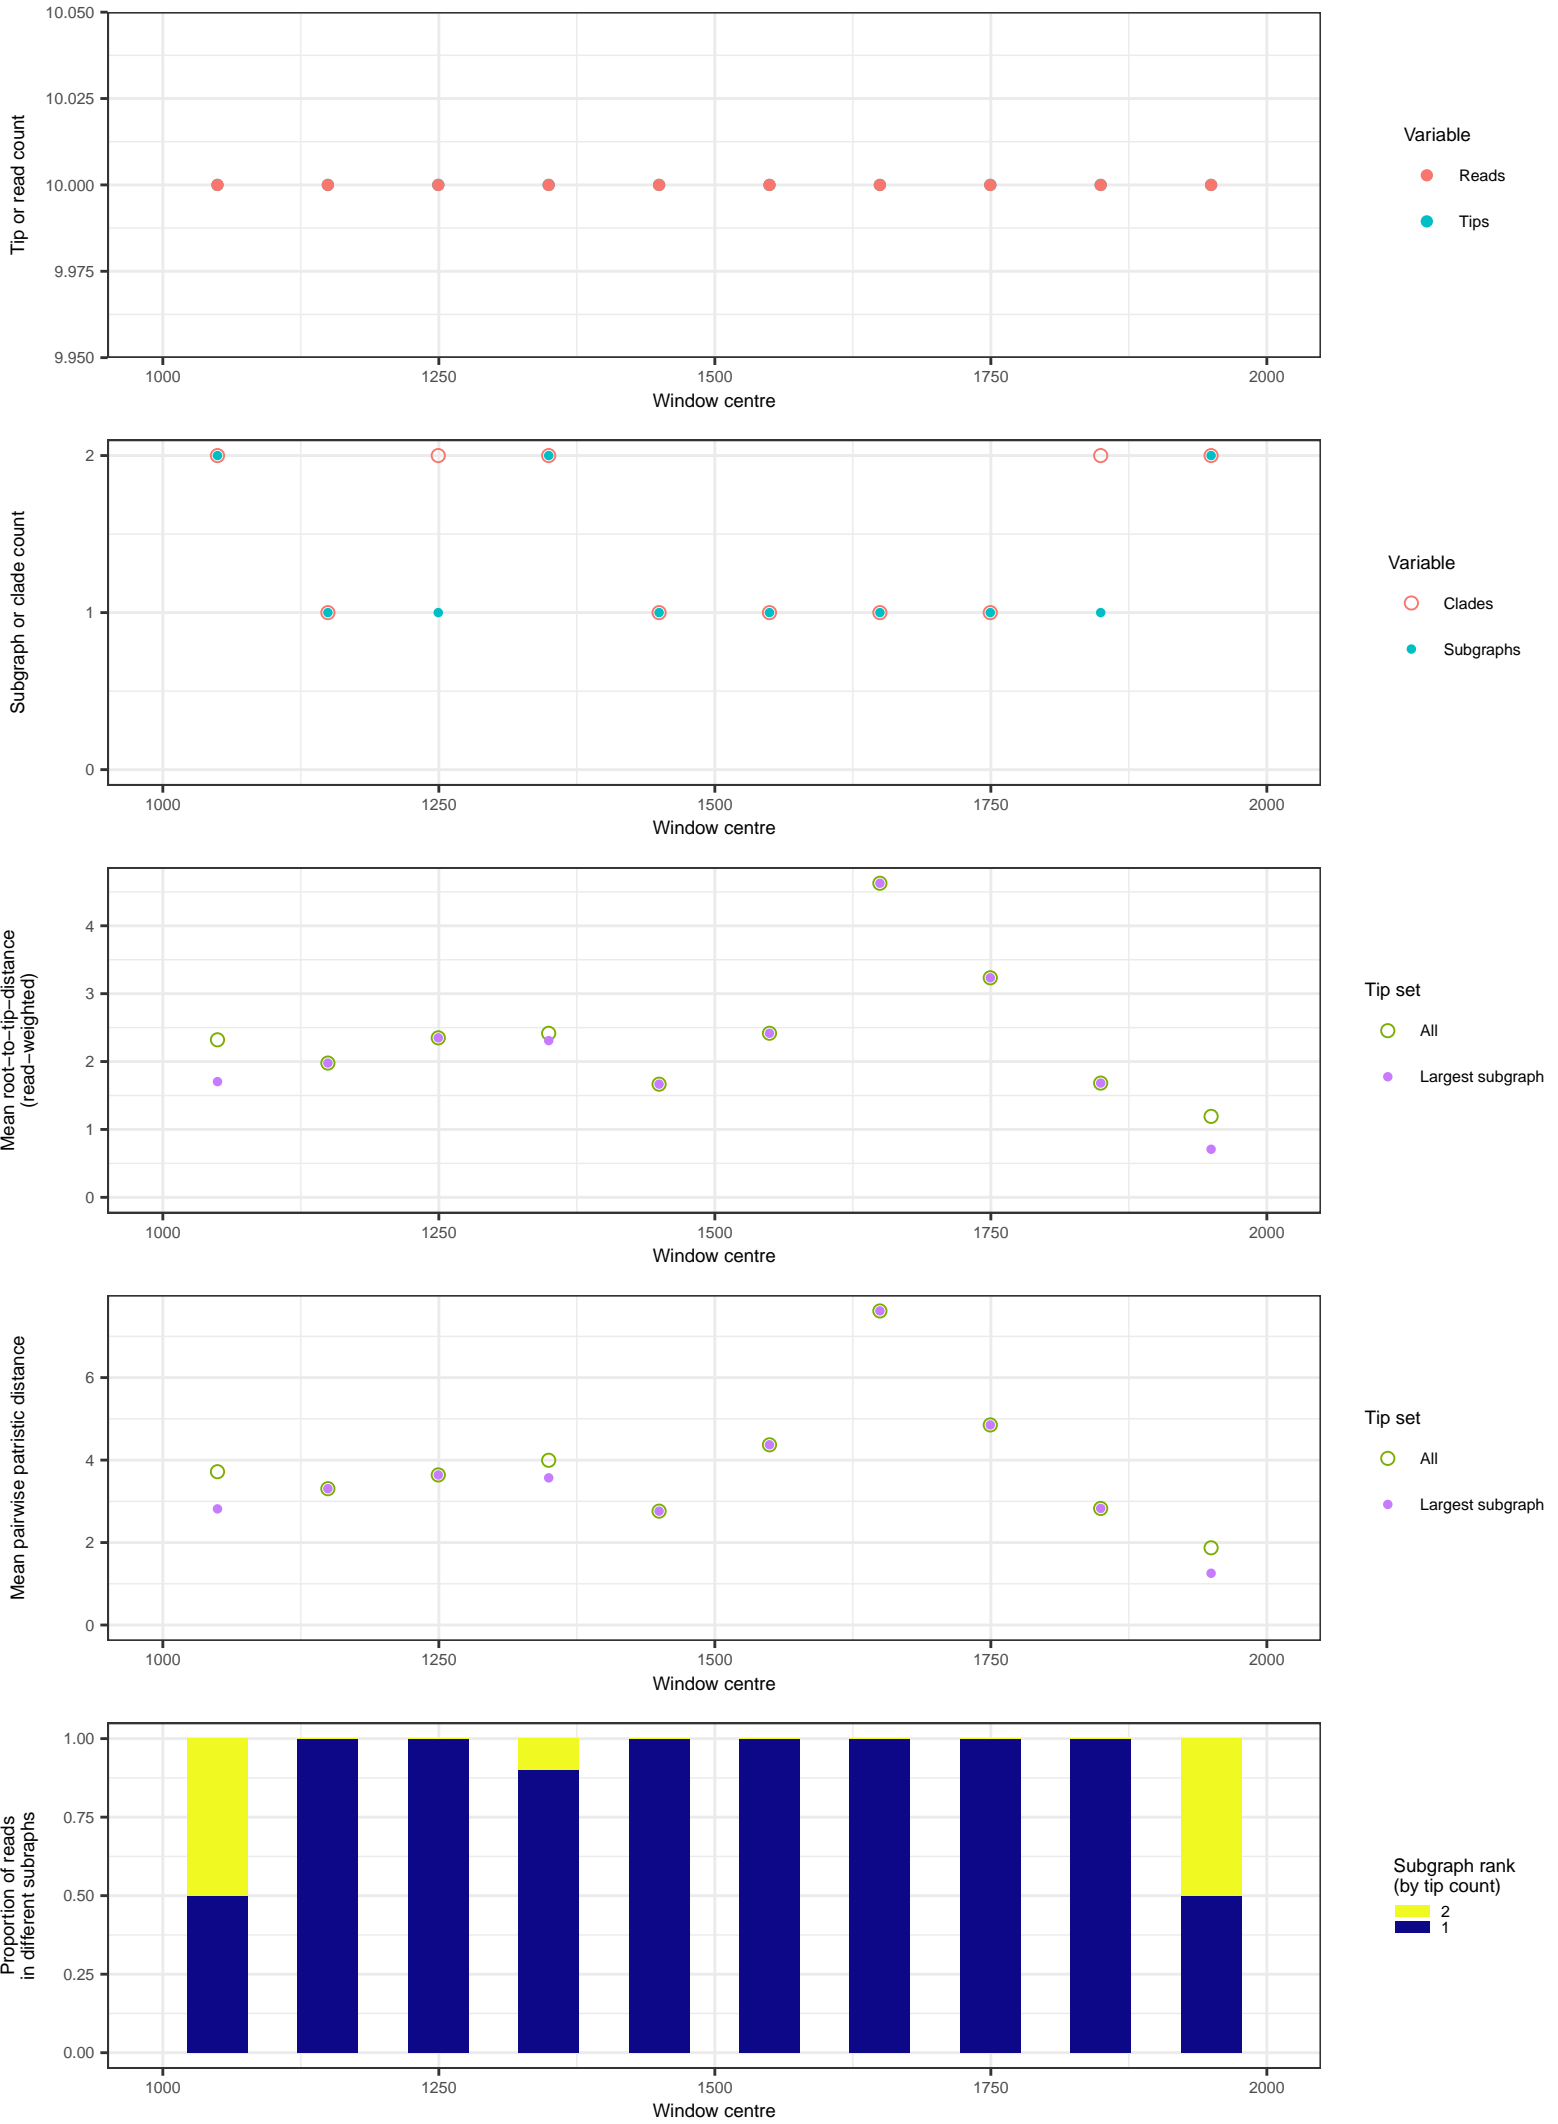 10.050
10.025
10.000
9.975
9.950
Tip or read count
1000 1250 1500 1750 2000
Window centre
Variable
Reads
Tips
2
1
0
Subgraph or clade count
1000 1250 1500 1750 2000
Window centre
Variable
Clades
Subgraphs
4
3
2
1
0
Mean root−to−tip−distance
(read−weighted)
1000 1250 1500 1750 2000
Window centre
Tip set
All
Largest subgraph
6
4
2
0
Mean pairwise patristic distance
1000 1250 1500 1750 2000
Window centre
Tip set
All
Largest subgraph
1.00
0.75
0.50
0.25
0.00
Proportion of reads
in different subraphs
1000 1250 1500 1750 2000
Window centre
Subgraph rank
(by tip count)
2
1